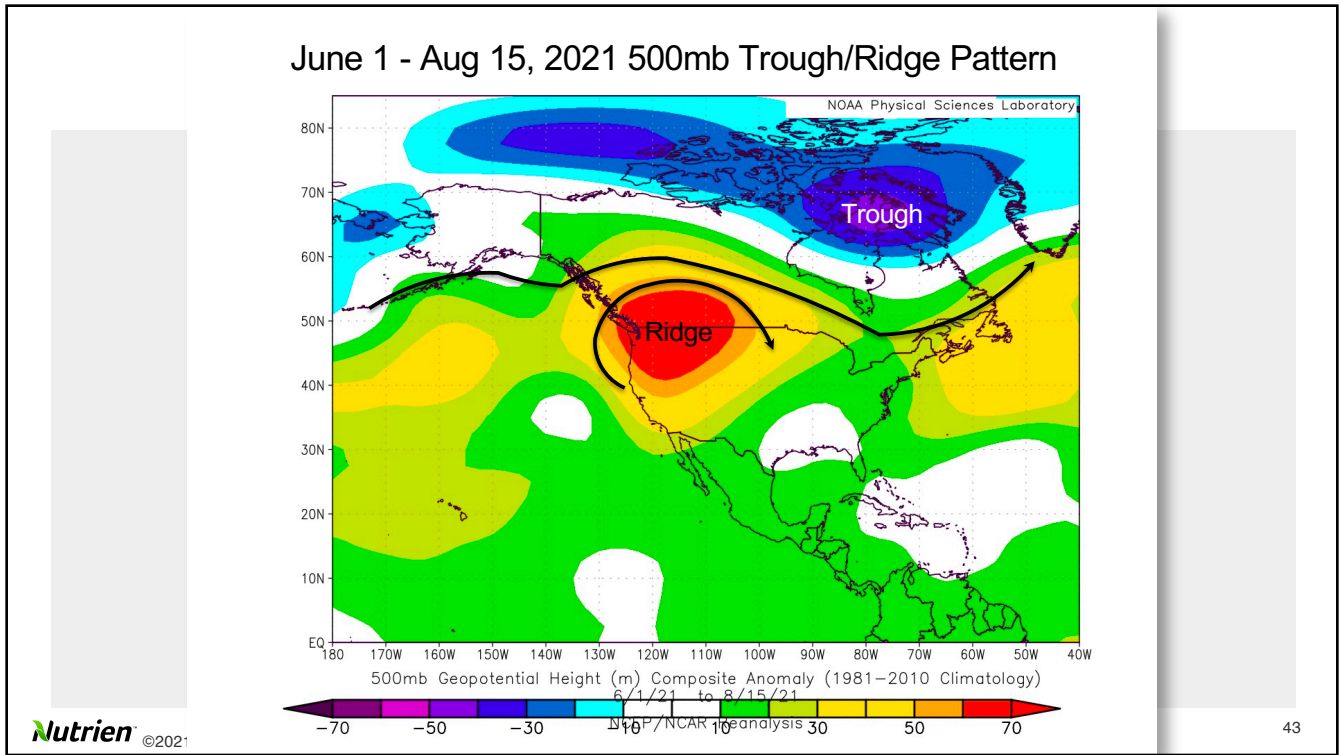 June 1 - Aug 15, 2021 500mb Trough/Ridge Pattern
NOAA Physical Sciences Laboratory
80N
70N
Trough
60N
50N
Ridge
40N
30N
20N
10N
EQ
180 170W 160W 150W 140W 130W 120W 110W 100W 90W 80W 70W 60W 50W 40W
500mb Geopotential Height (m) Composite Anomaly (1981-2010 Climatology)
6/1/21 to 8/15/21
NCEP/NCAR Reanalysis
-70 -50 -30 -10 10 30 50 70
Nutrien ©2021
43